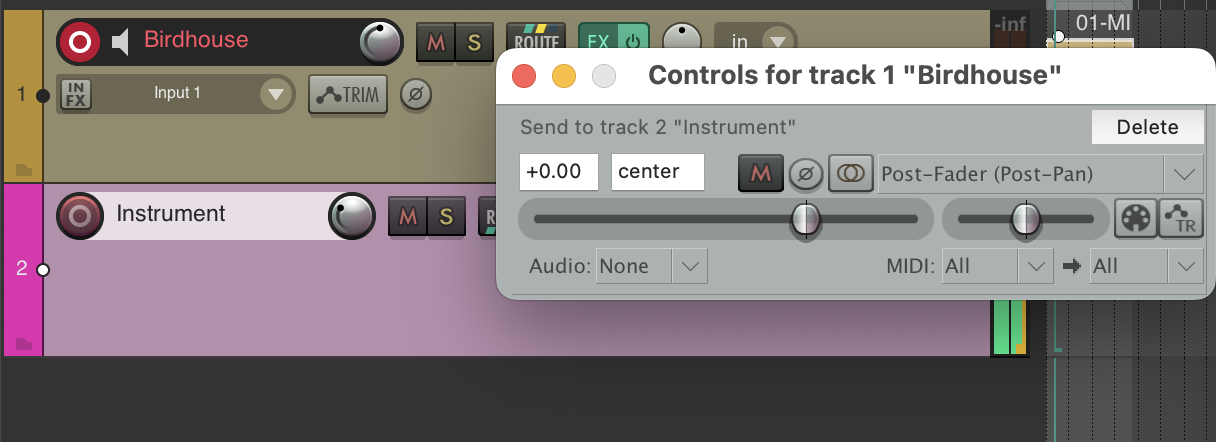 1
Birdhouse
M
S
ROUTE
FX
in
-inf
01-MI
IN FX
Input 1
TRIM
Controls for track 1 "Birdhouse"
Send to track 2 "Instrument"
Delete
+0.00
center
M
Post-Fader (Post-Pan)
TR
Audio: None
MIDI: All
All
2
Instrument
M
S
R